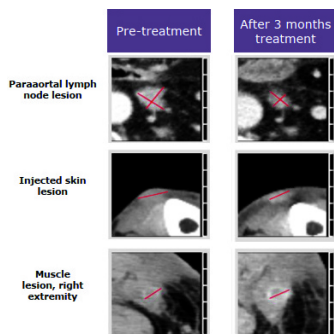 Pre-treatment
After 3 months
treatment
Paraaortal lymph
node lesion
Injected skin
lesion
Muscle
lesion, right
extremity